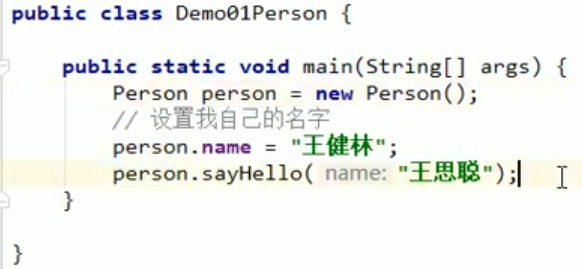 public class Demo01Person {
public static void main(String[] args) {
Person person = new Person();
// 设置我自己的名字
person.name = "王健林";
person.sayHello( name: "王思聪");
}
}